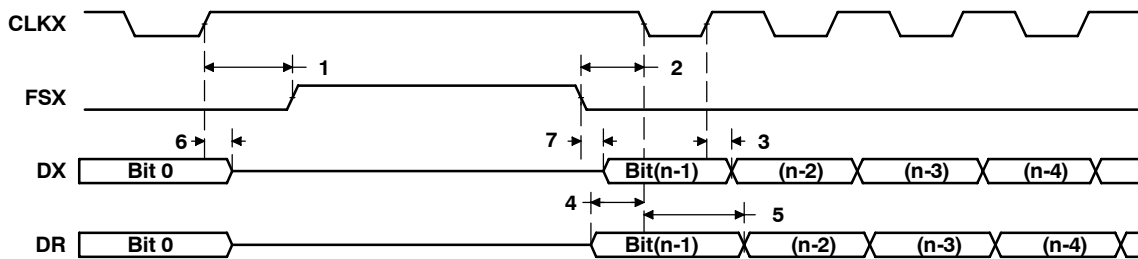 CLKX
1 2
FSX
6 7 3
DX Bit 0 Bit(n-1) (n-2) (n-3) (n-4)
4 5
DR Bit 0 Bit(n-1) (n-2) (n-3) (n-4)